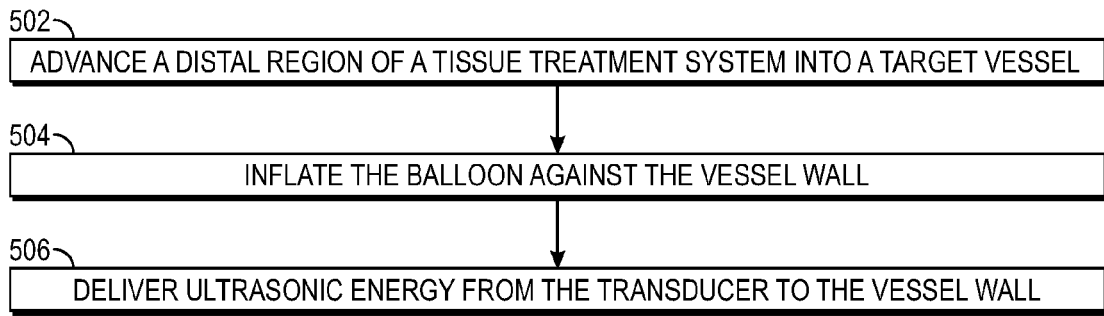 502
ADVANCE A DISTAL REGION OF A TISSUE TREATMENT SYSTEM INTO A TARGET VESSEL
504
INFLATE THE BALLOON AGAINST THE VESSEL WALL
506
DELIVER ULTRASONIC ENERGY FROM THE TRANSDUCER TO THE VESSEL WALL